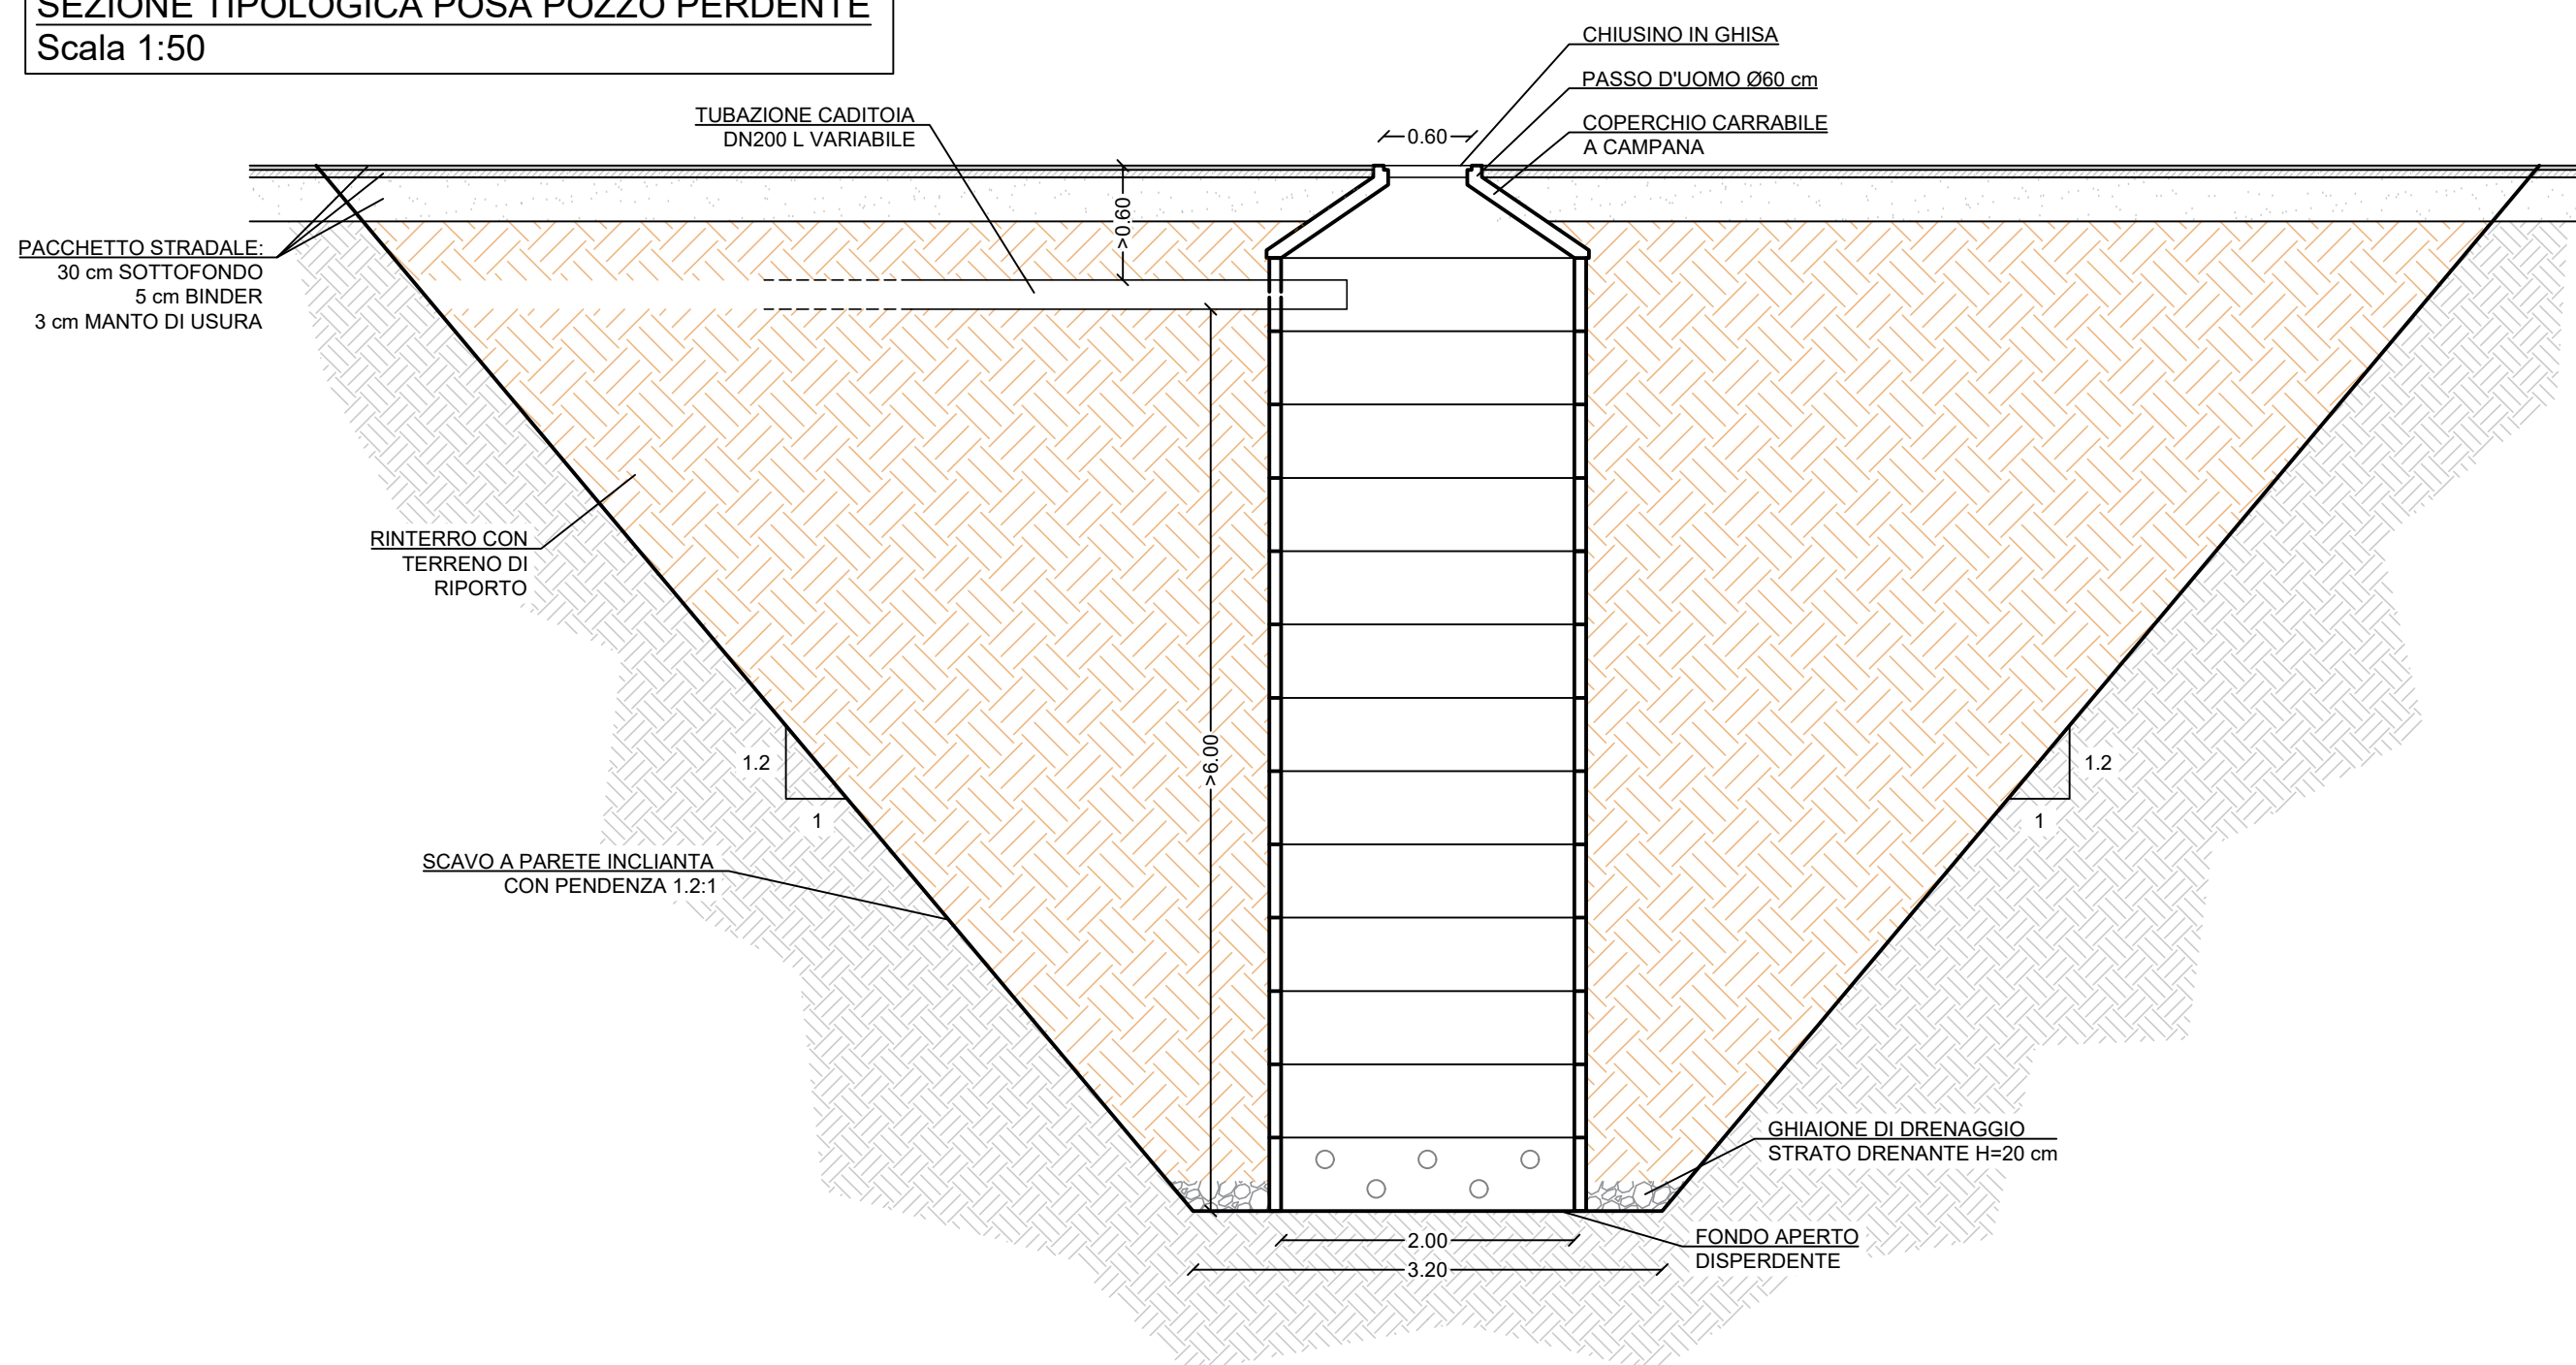 SEZIONE TIPOLOGICA POSA POZZO PERDENTE
Scala 1:50
CHIUSINO IN GHISA
PASSO D'UOMO Ø60 cm
COPERCHIO CARRABILE
A CAMPANA
TUBAZIONE CADITOIA
DN200 L VARIABILE
0.60
>0.60
PACCHETTO STRADALE:
30 cm SOTTOFONDO
5 cm BINDER
3 cm MANTO DI USURA
RINTERRO CON
TERRENO DI
RIPORTO
>6.00
1.2
1
1.2
1
SCAVO A PARETE INCLIANTA
CON PENDENZA 1.2:1
GHIAIONE DI DRENAGGIO
STRATO DRENANTE H=20 cm
FONDO APERTO
DISPERDENTE
2.00
3.20